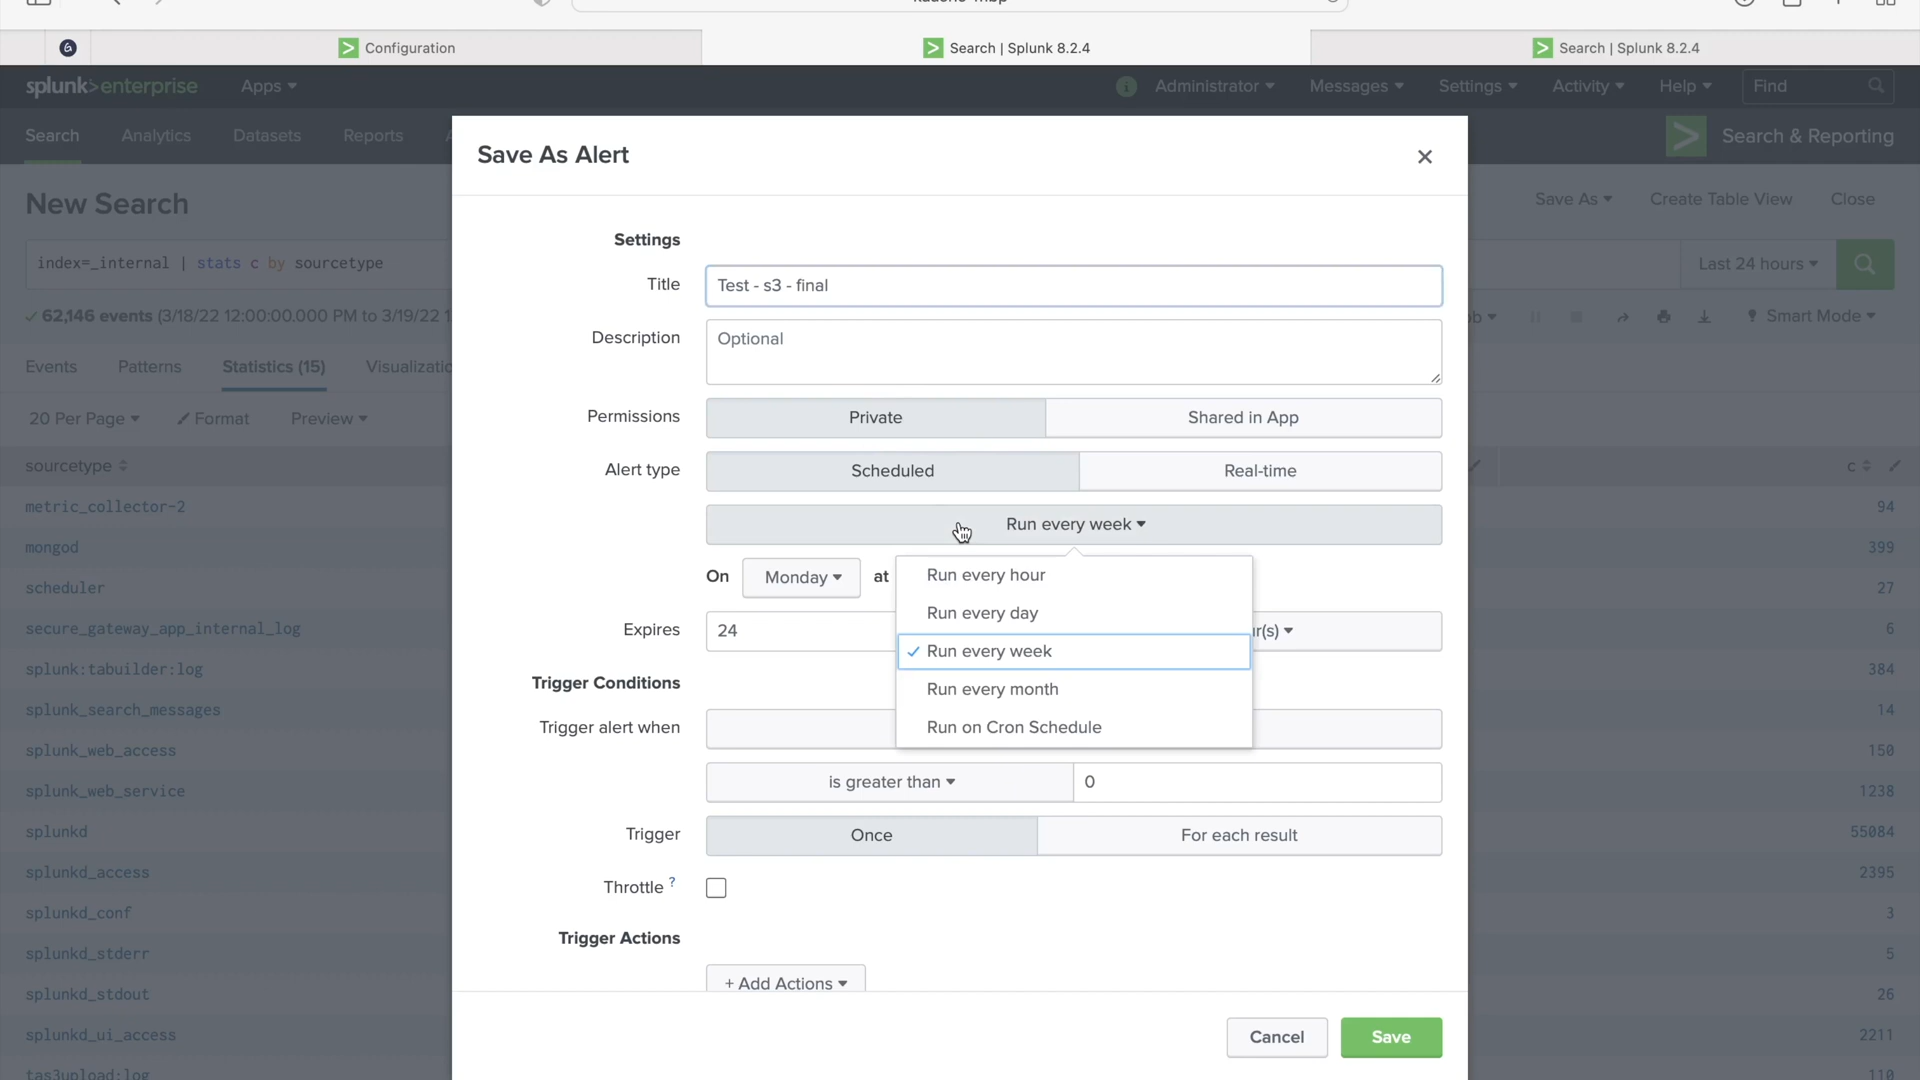 Configuration
Search | Splunk 8.2.4
Search | Splunk 8.2.4
splunk>enterprise
Apps
Administrator
Messages
Settings
Activity
Help
Find
Search
Analytics
Datasets
Reports
Search & Reporting
New Search
Save As
Create Table View
Close
index=_internal | stats c by sourcetype
Last 24 hours
62,146 events (3/18/22 12:00:00.000 PM to 3/19/22 1
Smart Mode
Events
Patterns
Statistics (15)
20 Per Page
Format
Preview
sourcetype
c
metric_collector-2
94
mongod
399
scheduler
27
secure_gateway_app_internal_log
6
splunk:tabuilder:log
384
splunk_search_messages
14
splunk_web_access
150
splunk_web_service
1238
splunkd
55084
splunkd_access
2395
splunkd_conf
3
splunkd_stderr
5
splunkd_stdout
26
splunkd_ui_access
2211
tas3upload:log
110
Save As Alert
Settings
Title
Test - s3 - final
Description
Optional
Permissions
Private
Shared in App
Alert type
Scheduled
Real-time
Run every week
On
Monday
at
Run every hour
Run every day
Run every week
Run every month
Run on Cron Schedule
Expires
24
r(s)
Trigger Conditions
Trigger alert when
is greater than
0
Trigger
Once
For each result
Throttle ?
Trigger Actions
+ Add Actions
Cancel
Save